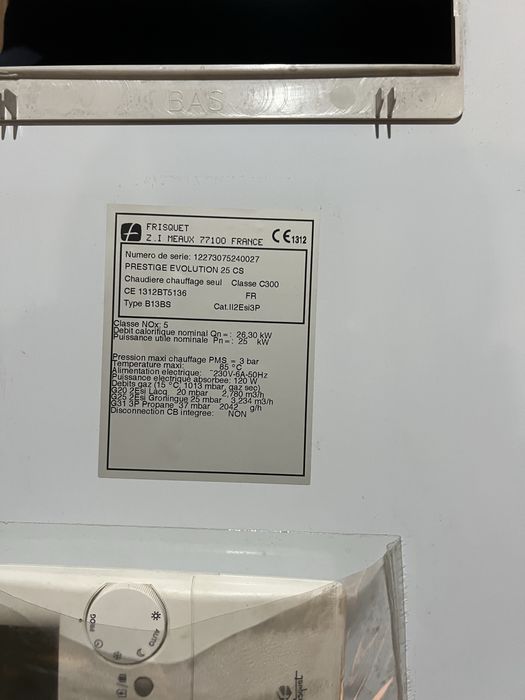 BAS
FRISQUET
Z.I MEAUX 77100 FRANCE CE 1312
Numero de serie: 12273075240027
PRESTIGE EVOLUTION 25 CS
Chaudiere chauffage seul Classe C300
CE 1312BT5136 FR
Type B13BS Cat.II2Esi3P
Classe NOx: 5
Debit calorifique nominal Qn=: 26,30 kW
Puissance utile nominale Pn=: 25 kW
Pression maxi chauffage PMS = 3 bar
Temperature maxi: 85 °C
Alimentation electrique: 230V-6A-50Hz
Puissance electrique absorbee: 120 W
Debits gaz (15 °C, 1013 mbar, gaz sec)
G20 2Esi Lacq 20 mbar 2,780 m3/h
G25 2Esi Groningue 25 mbar 3,234 m3/h
G31 3P Propane 37 mbar 2042 g/h
Disconnection CB integree: NON
PROG
AUTO